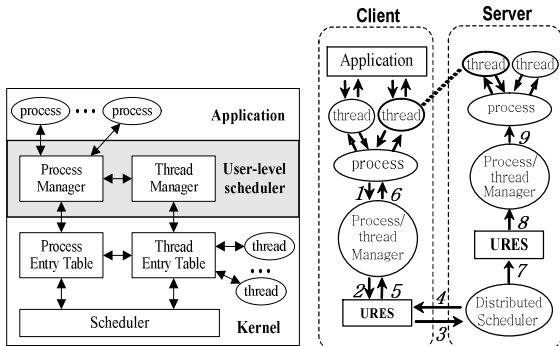 process ••• process
Application
Process
Manager
Thread
Manager
User-level
scheduler
Process
Entry Table
Thread
Entry Table
thread
•••
thread
Scheduler
Kernel
Client
Application
thread
thread
process
1
6
Process/
thread
Manager
2
5
URES
4
3
Server
thread
thread
process
9
Process/
thread
Manager
8
URES
7
Distributed
Scheduler